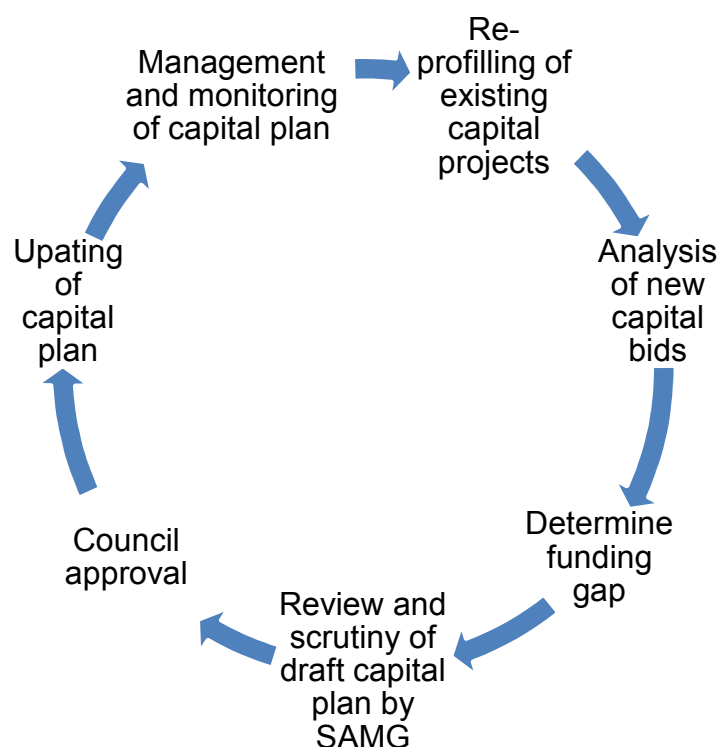 Management
and monitoring
of capital plan
Re-
profilling of
existing
capital
projects
Analysis
of new
capital
bids
Determine
funding
gap
Review and
scrutiny of
draft capital
plan by
SAMG
Council
approval
Upating
of
capital
plan